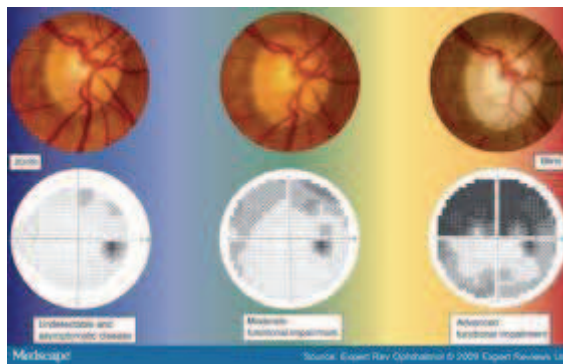 Undetectable and
asymptomatic disease
Moderate
functional impairment
Advanced
functional impairment
Medscape
Source: Expert Rev Ophthalmol © 2009 Expert Reviews Ltd